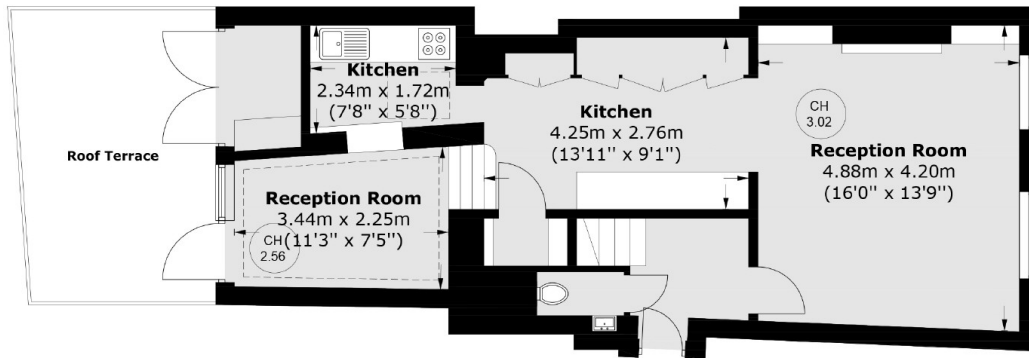 Kitchen
2.34m x 1.72m
(7'8" x 5'8")
Kitchen
4.25m x 2.76m
(13'11" x 9'1")
CH
3.02
Reception Room
4.88m x 4.20m
(16'0" x 13'9")
Roof Terrace
Reception Room
3.44m x 2.25m
(11'3" x 7'5")
CH
2.56